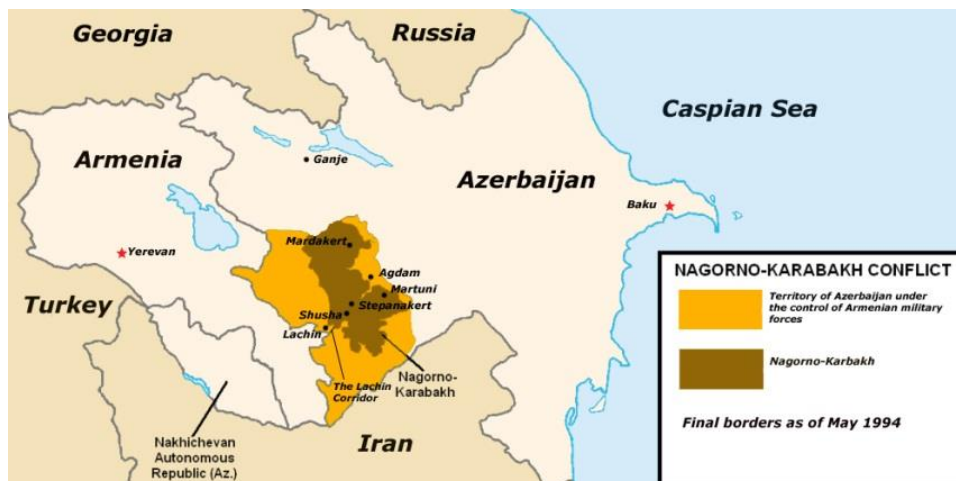 Georgia
Russia
Caspian Sea
Armenia
Ganje
Azerbaijan
Baku
Mardakert
Yerevan
Agdam
Martuni
Turkey
Stepanakert
Shusha
Lachin
The Lachin
Corridor
Nagorno-
Karabakh
Iran
Nakhichevan
Autonomous
Republic (Az.)
NAGORNO-KARABAKH CONFLICT
Territory of Azerbaijan under
the control of Armenian military
forces
Nagorno-Karbakh
Final borders as of May 1994